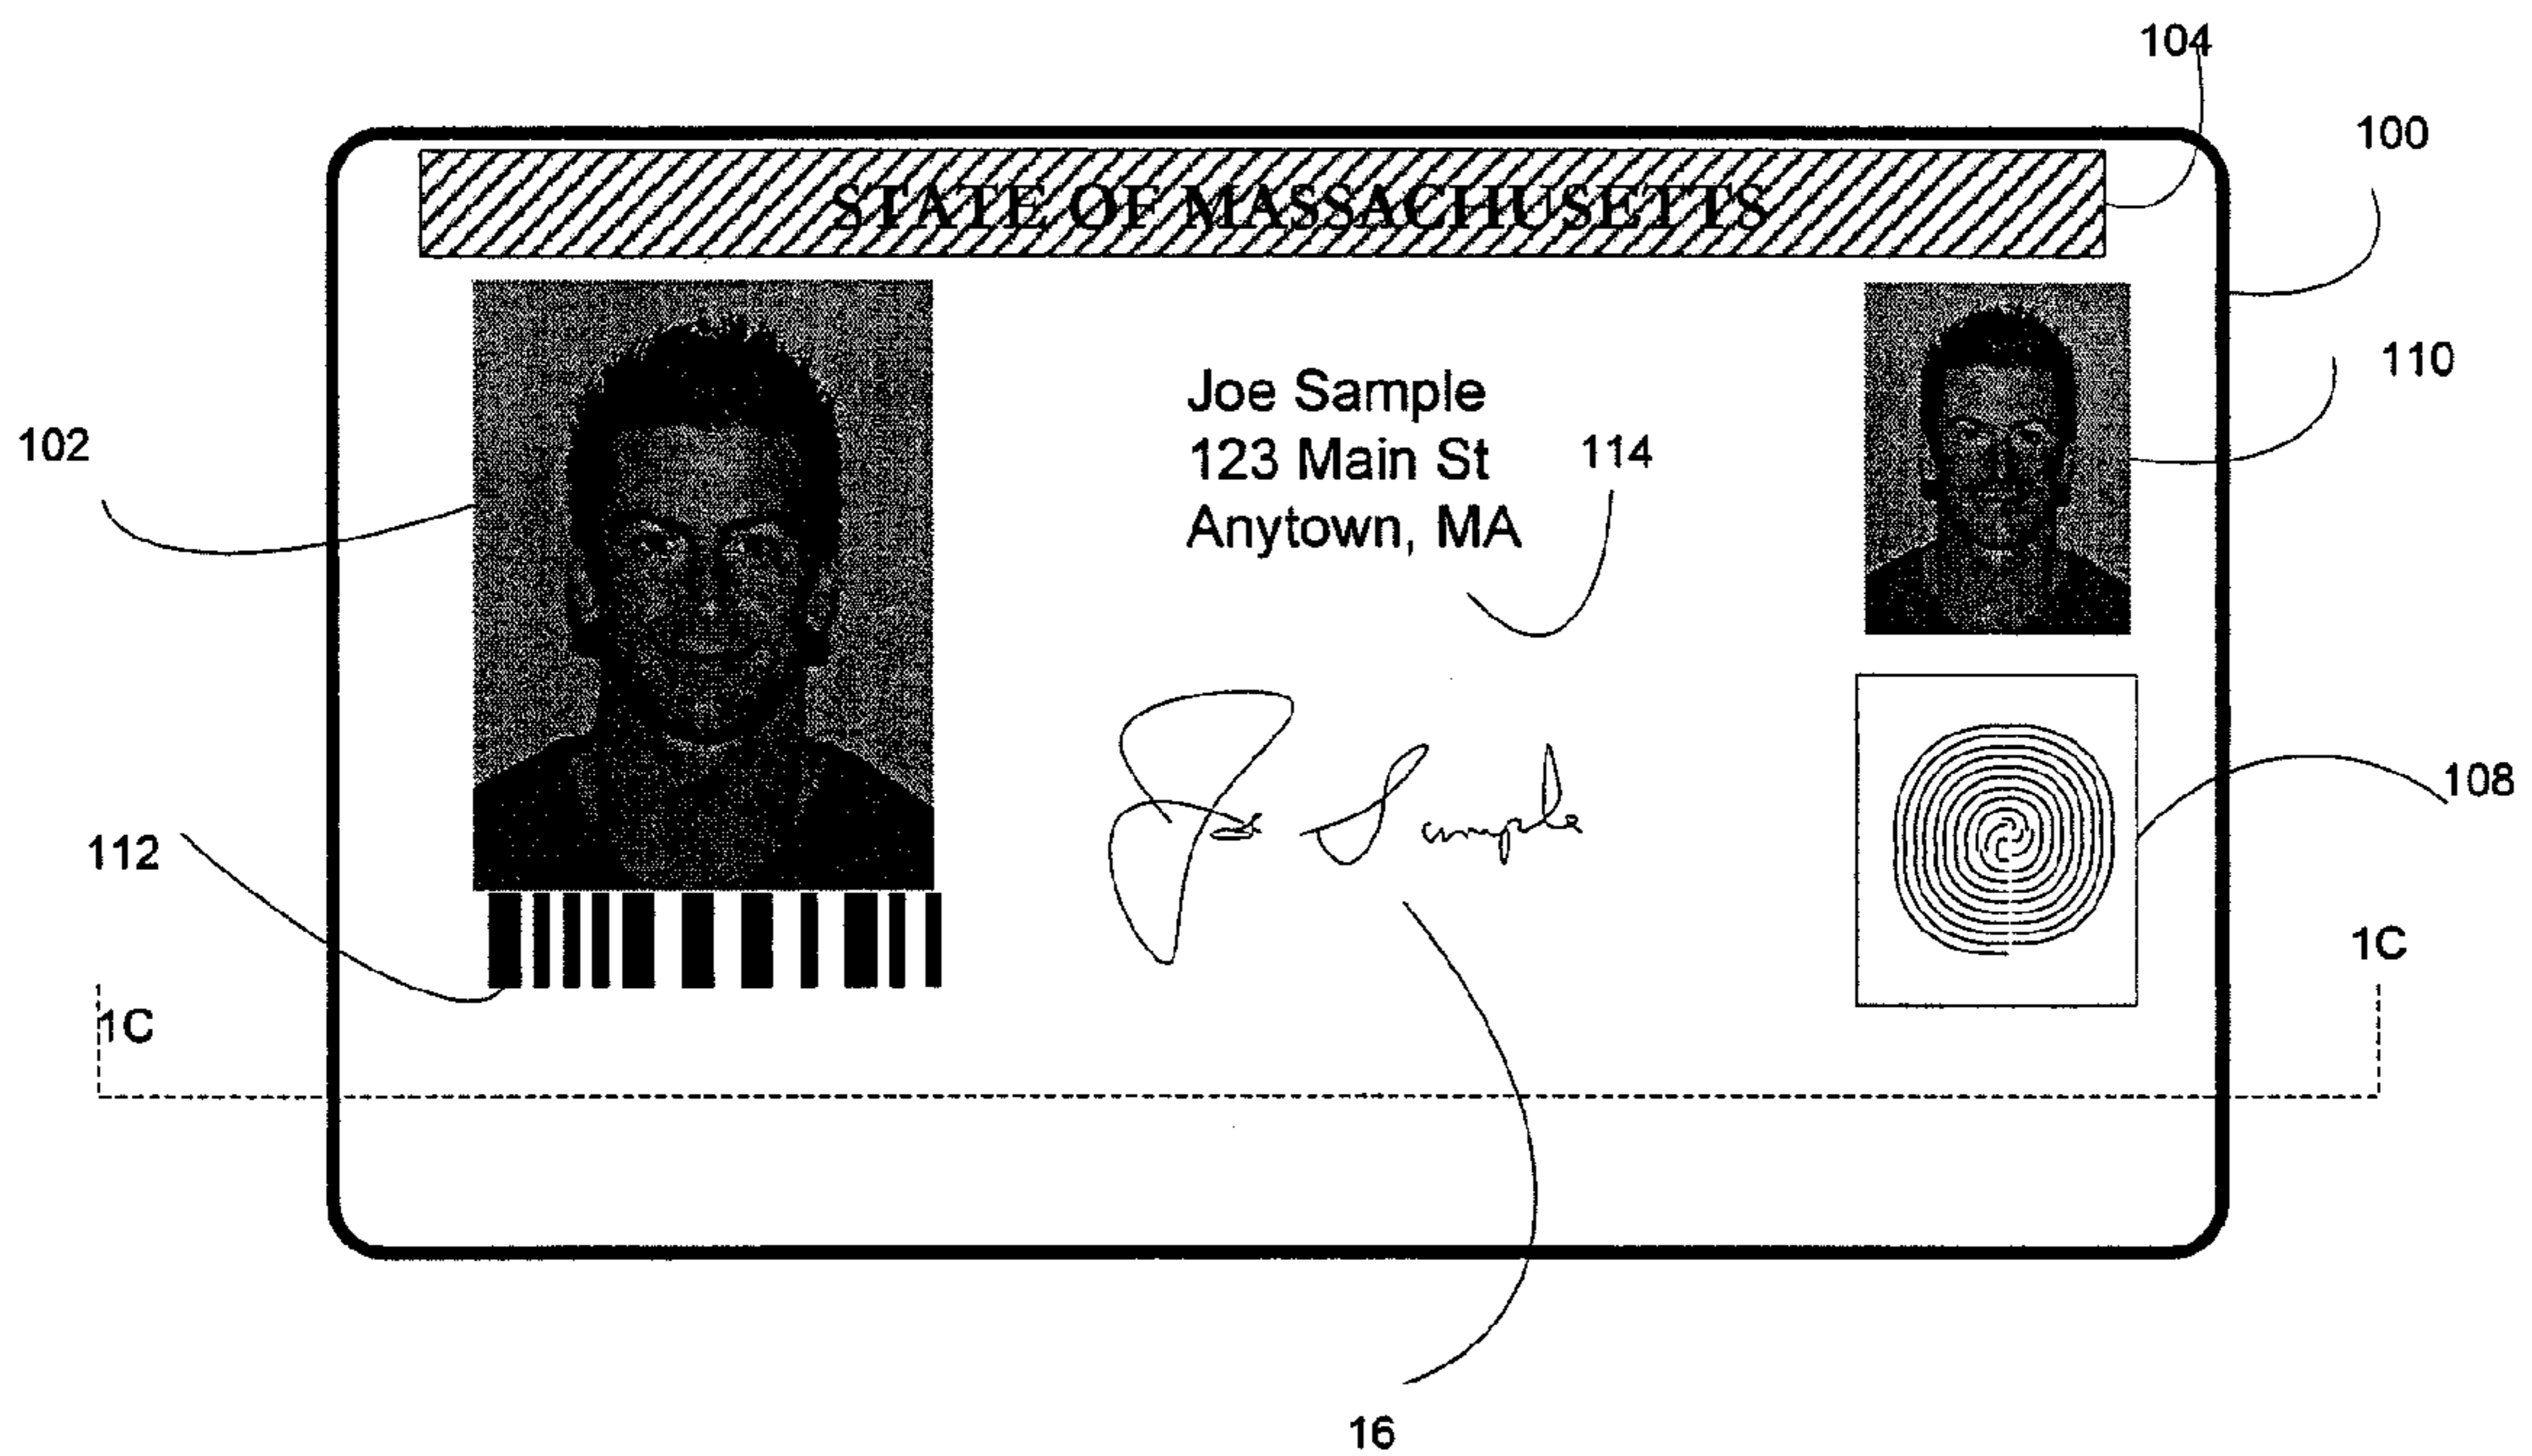 104
100
STATE OF MASSACHUSETTS
110
102
Joe Sample
123 Main St
Anytown, MA
114
Joe Sample
108
112
1C
1C
16